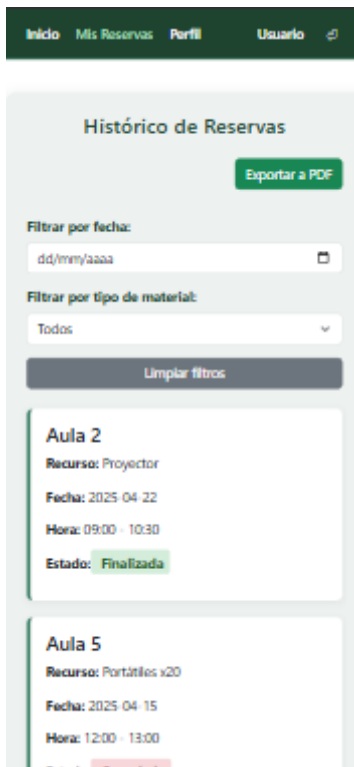 Inicio Mis Reservas Perfil Usuario
Histórico de Reservas
Exportar a PDF
Filtrar por fecha:
dd/mm/aaaa
Filtrar por tipo de material:
Todos
Limpiar filtros
Aula 2
Recurso: Proyector
Fecha: 2025-04-22
Hora: 09:00 - 10:30
Estado: Finalizada
Aula 5
Recurso: Portátiles x20
Fecha: 2025-04-15
Hora: 12:00 - 13:00